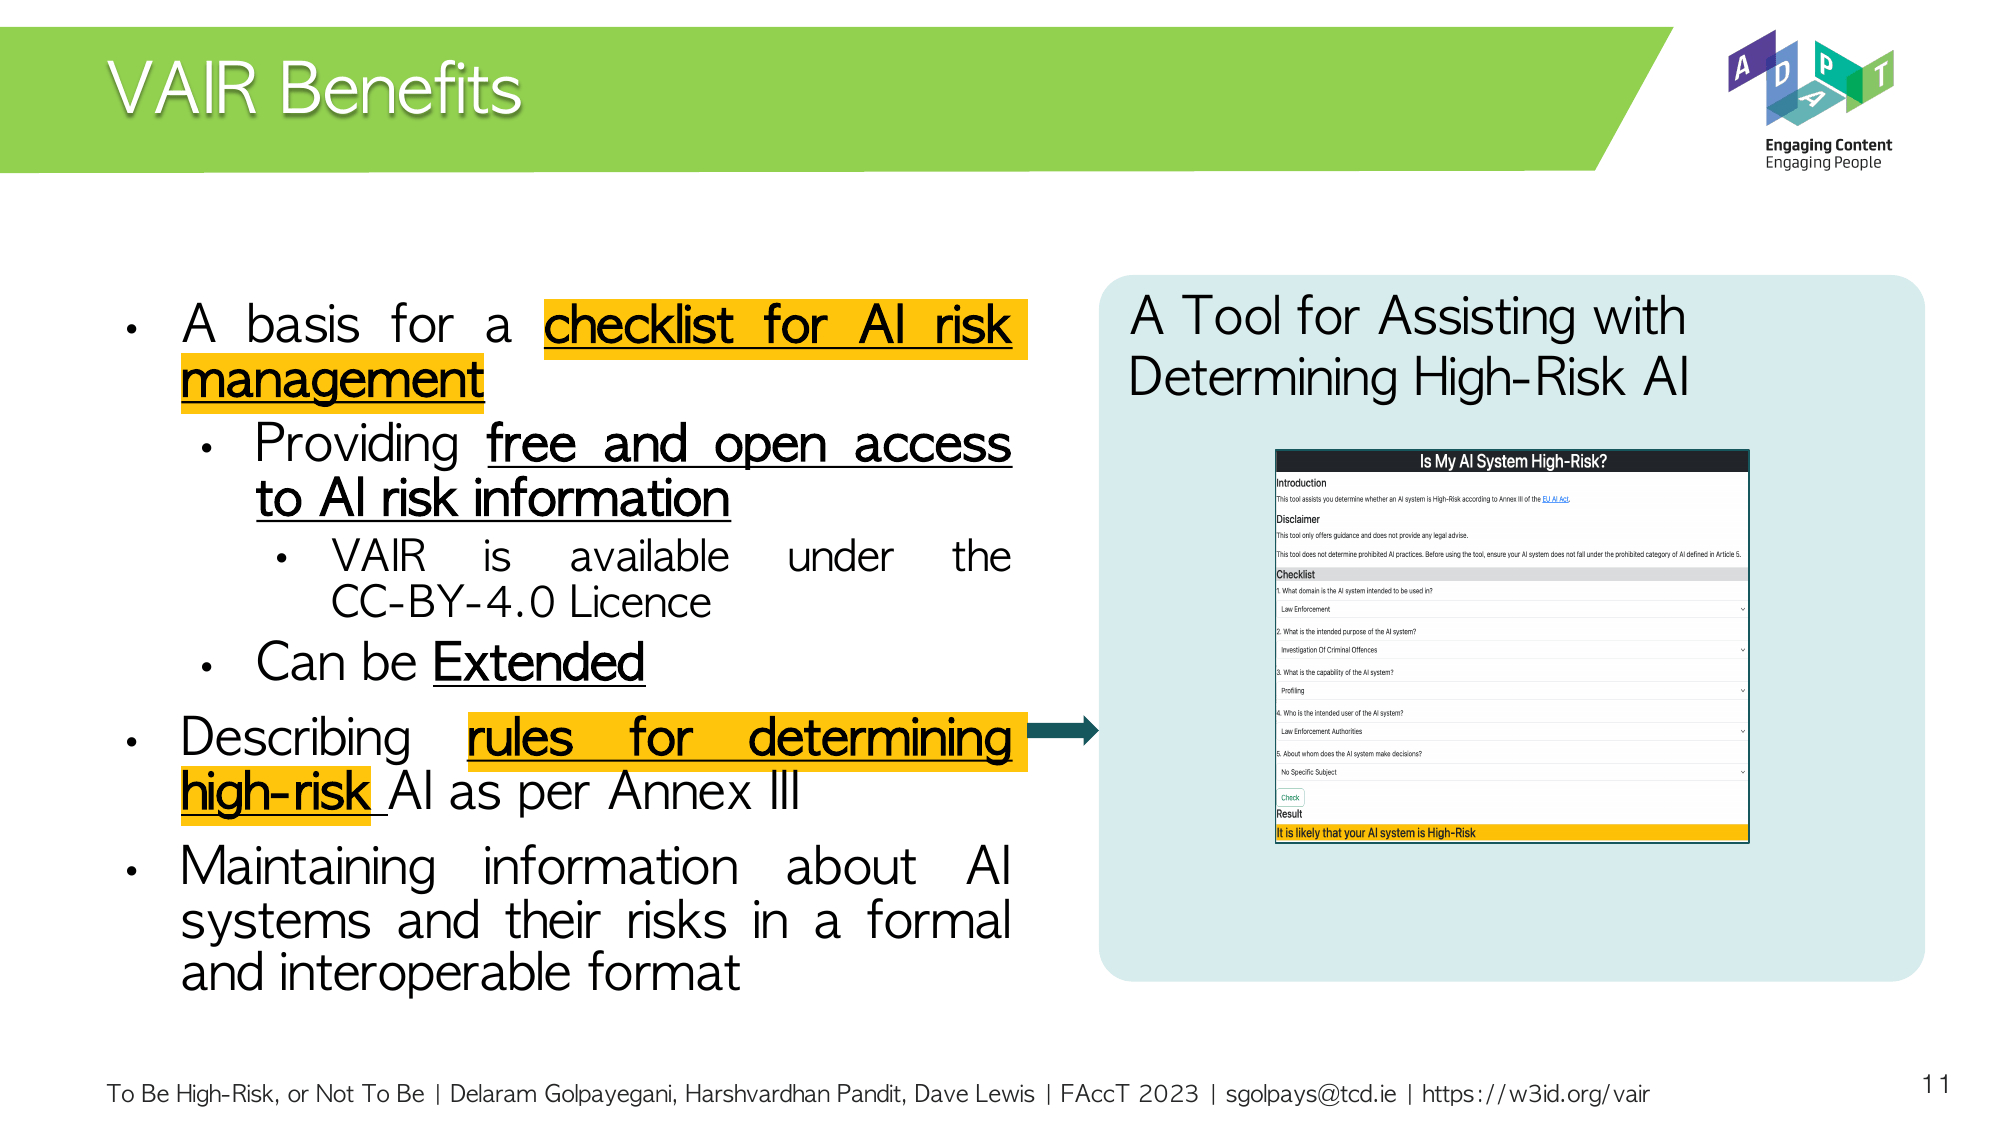 VAIR Benefits
A D A P T
Engaging Content
Engaging People
• A basis for a checklist for AI risk
management
• Providing free and open access
to AI risk information
• VAIR is available under the
CC-BY-4.0 Licence
• Can be Extended
• Describing rules for determining
high-risk AI as per Annex III
• Maintaining information about AI
systems and their risks in a formal
and interoperable format
A Tool for Assisting with
Determining High-Risk AI
Is My AI System High-Risk?
Introduction
This tool assists you determine whether an AI system is High-Risk according to Annex III of the EU AI Act.
Disclaimer
This tool only offers guidance and does not provide any legal advise.
This tool does not determine prohibited AI practices. Before using the tool, ensure your AI system does not fall under the prohibited category of AI defined in Article 5.
Checklist
1. What domain is the AI system intended to be used in?
Law Enforcement
2. What is the intended purpose of the AI system?
Investigation Of Criminal Offences
3. What is the capability of the AI system?
Profiling
4. Who is the intended user of the AI system?
Law Enforcement Authorities
5. About whom does the AI system make decisions?
No Specific Subject
Check
Result
It is likely that your AI system is High-Risk
To Be High-Risk, or Not To Be | Delaram Golpayegani, Harshvardhan Pandit, Dave Lewis | FAccT 2023 | sgolpays@tcd.ie | https://w3id.org/vair
11